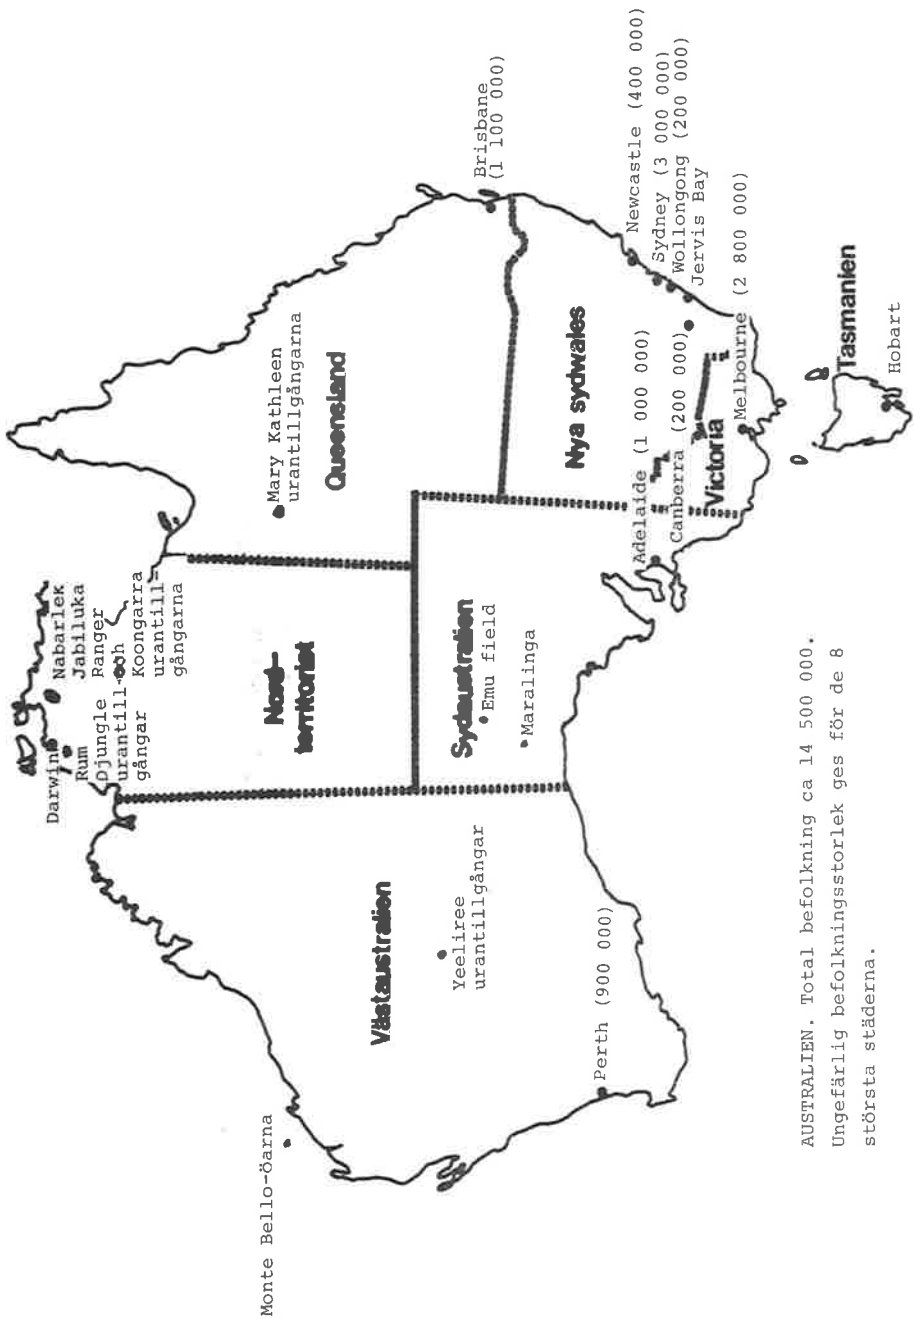 Darwin
Rum
Djungle
urantill-
gångar
Nabarlek
Jabiluka
Ranger
och
Koongarra
urantill-
gångarna
Monte Bello-öarna
Mary Kathleen
urantillgångarna
Queensland
Nord-
territoriet
Västaustralien
Yeeliree
urantillgångar
Sydaustralien
Emu field
Maralinga
Brisbane
(1 100 000)
Nya sydwales
Newcastle (400 000)
Sydney (3 000 000)
Wollongong (200 000)
Jervis Bay
Perth (900 000)
Adelaide (1 000 000)
Canberra (200 000)
Victoria
Melbourne (2 800 000)
Tasmanien
Hobart
AUSTRALIEN. Total befolkning ca 14 500 000.
Ungefärlig befolkningsstorlek ges för de 8
största städerna.